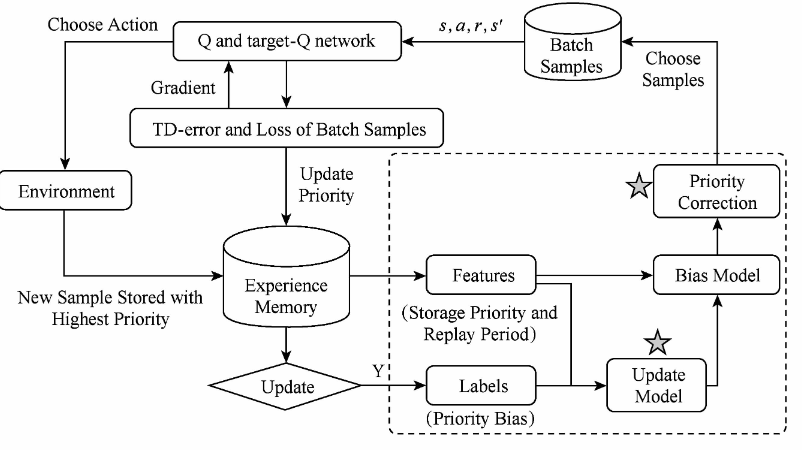 Choose Action
Q and target-Q network
s, a, r, s′
Batch
Samples
Choose
Samples
Gradient
TD-error and Loss of Batch Samples
Environment
Update
Priority
Priority
Correction
Experience
Memory
Features
Bias Model
New Sample Stored with
Highest Priority
(Storage Priority and
Replay Period)
Update
Y
Labels
Update
Model
(Priority Bias)